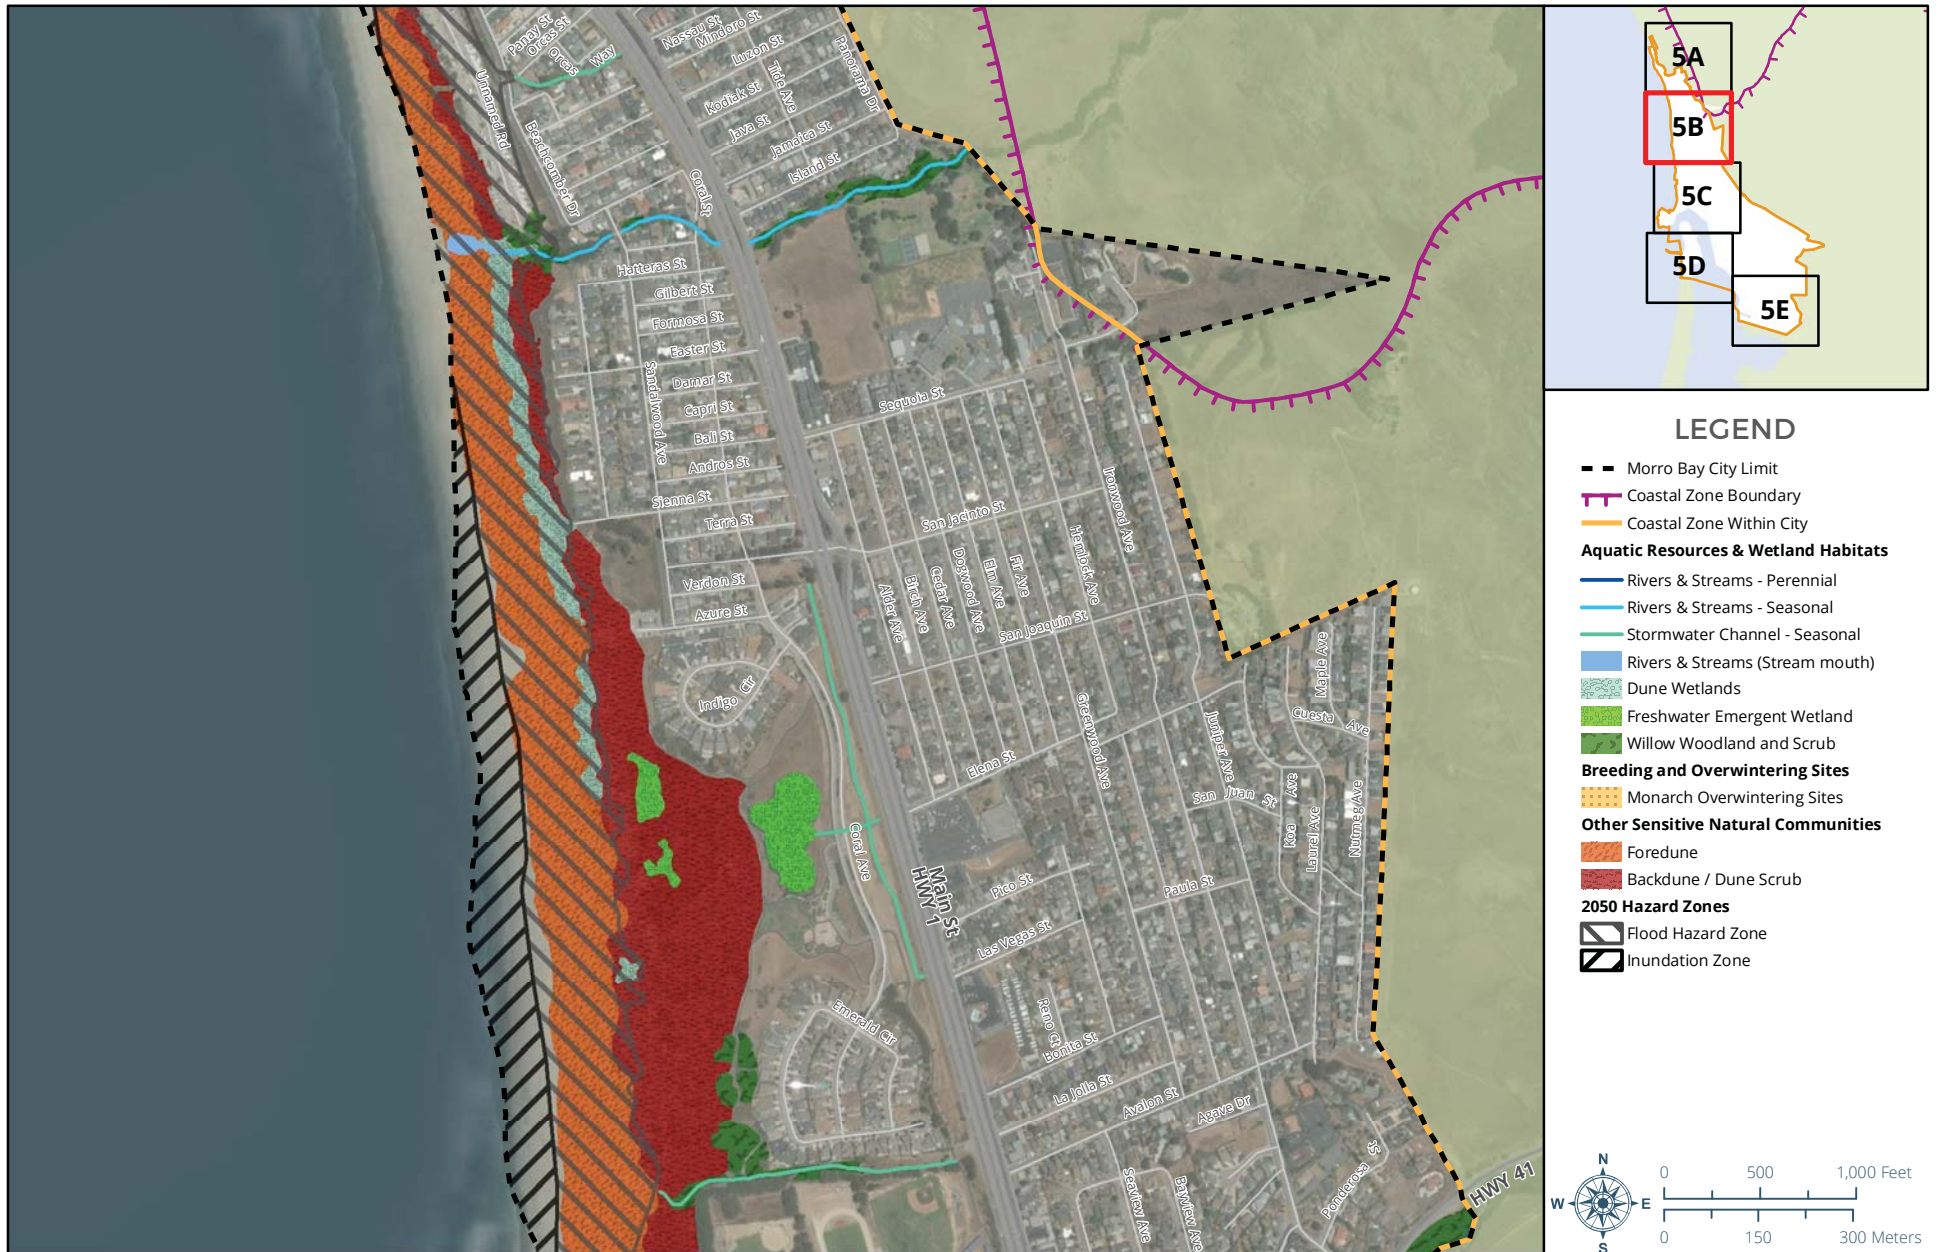 Panay St
Orcas St
Orcas Way
Nassau St
Mindoro St
Luzon St
Tide Ave
Panorama Dr
Kodiak St
Java St
Jamaica St
Island St
Unnamed Rd
Beachcomber Dr
Coral St
Hatteras St
Gilbert St
Formosa St
Easter St
Damar St
Capri St
Bali St
Andros St
Sandalwood Ave
Sienna St
Terra St
Verdon St
Azure St
Indigo Cir
Sequoia St
San Jacinto St
Ironwood Ave
Hemlock Ave
Alder Ave
Birch Ave
Cedar Ave
Dogwood Ave
Elm Ave
Fir Ave
San Joaquin St
Maple Ave
Cuesta Ave
Greenwood Ave
Juniper Ave
Elena St
San Juan St
Koa Ave
Laurel Ave
Nutmeg Ave
Coral Ave
Main St
HWY 1
Pico St
Paula St
Las Vegas St
Emerald Cir
Reno Ct
Bonita St
La Jolla St
Avalon St
Agave Dr
Seaview Ave
Bayview Ave
Ponderosa St
HWY 41
5A
5B
5C
5D
5E
LEGEND
Morro Bay City Limit
Coastal Zone Boundary
Coastal Zone Within City
Aquatic Resources & Wetland Habitats
Rivers & Streams - Perennial
Rivers & Streams - Seasonal
Stormwater Channel - Seasonal
Rivers & Streams (Stream mouth)
Dune Wetlands
Freshwater Emergent Wetland
Willow Woodland and Scrub
Breeding and Overwintering Sites
Monarch Overwintering Sites
Other Sensitive Natural Communities
Foredune
Backdune / Dune Scrub
2050 Hazard Zones
Flood Hazard Zone
Inundation Zone
N
W E
S
0 500 1,000 Feet
0 150 300 Meters